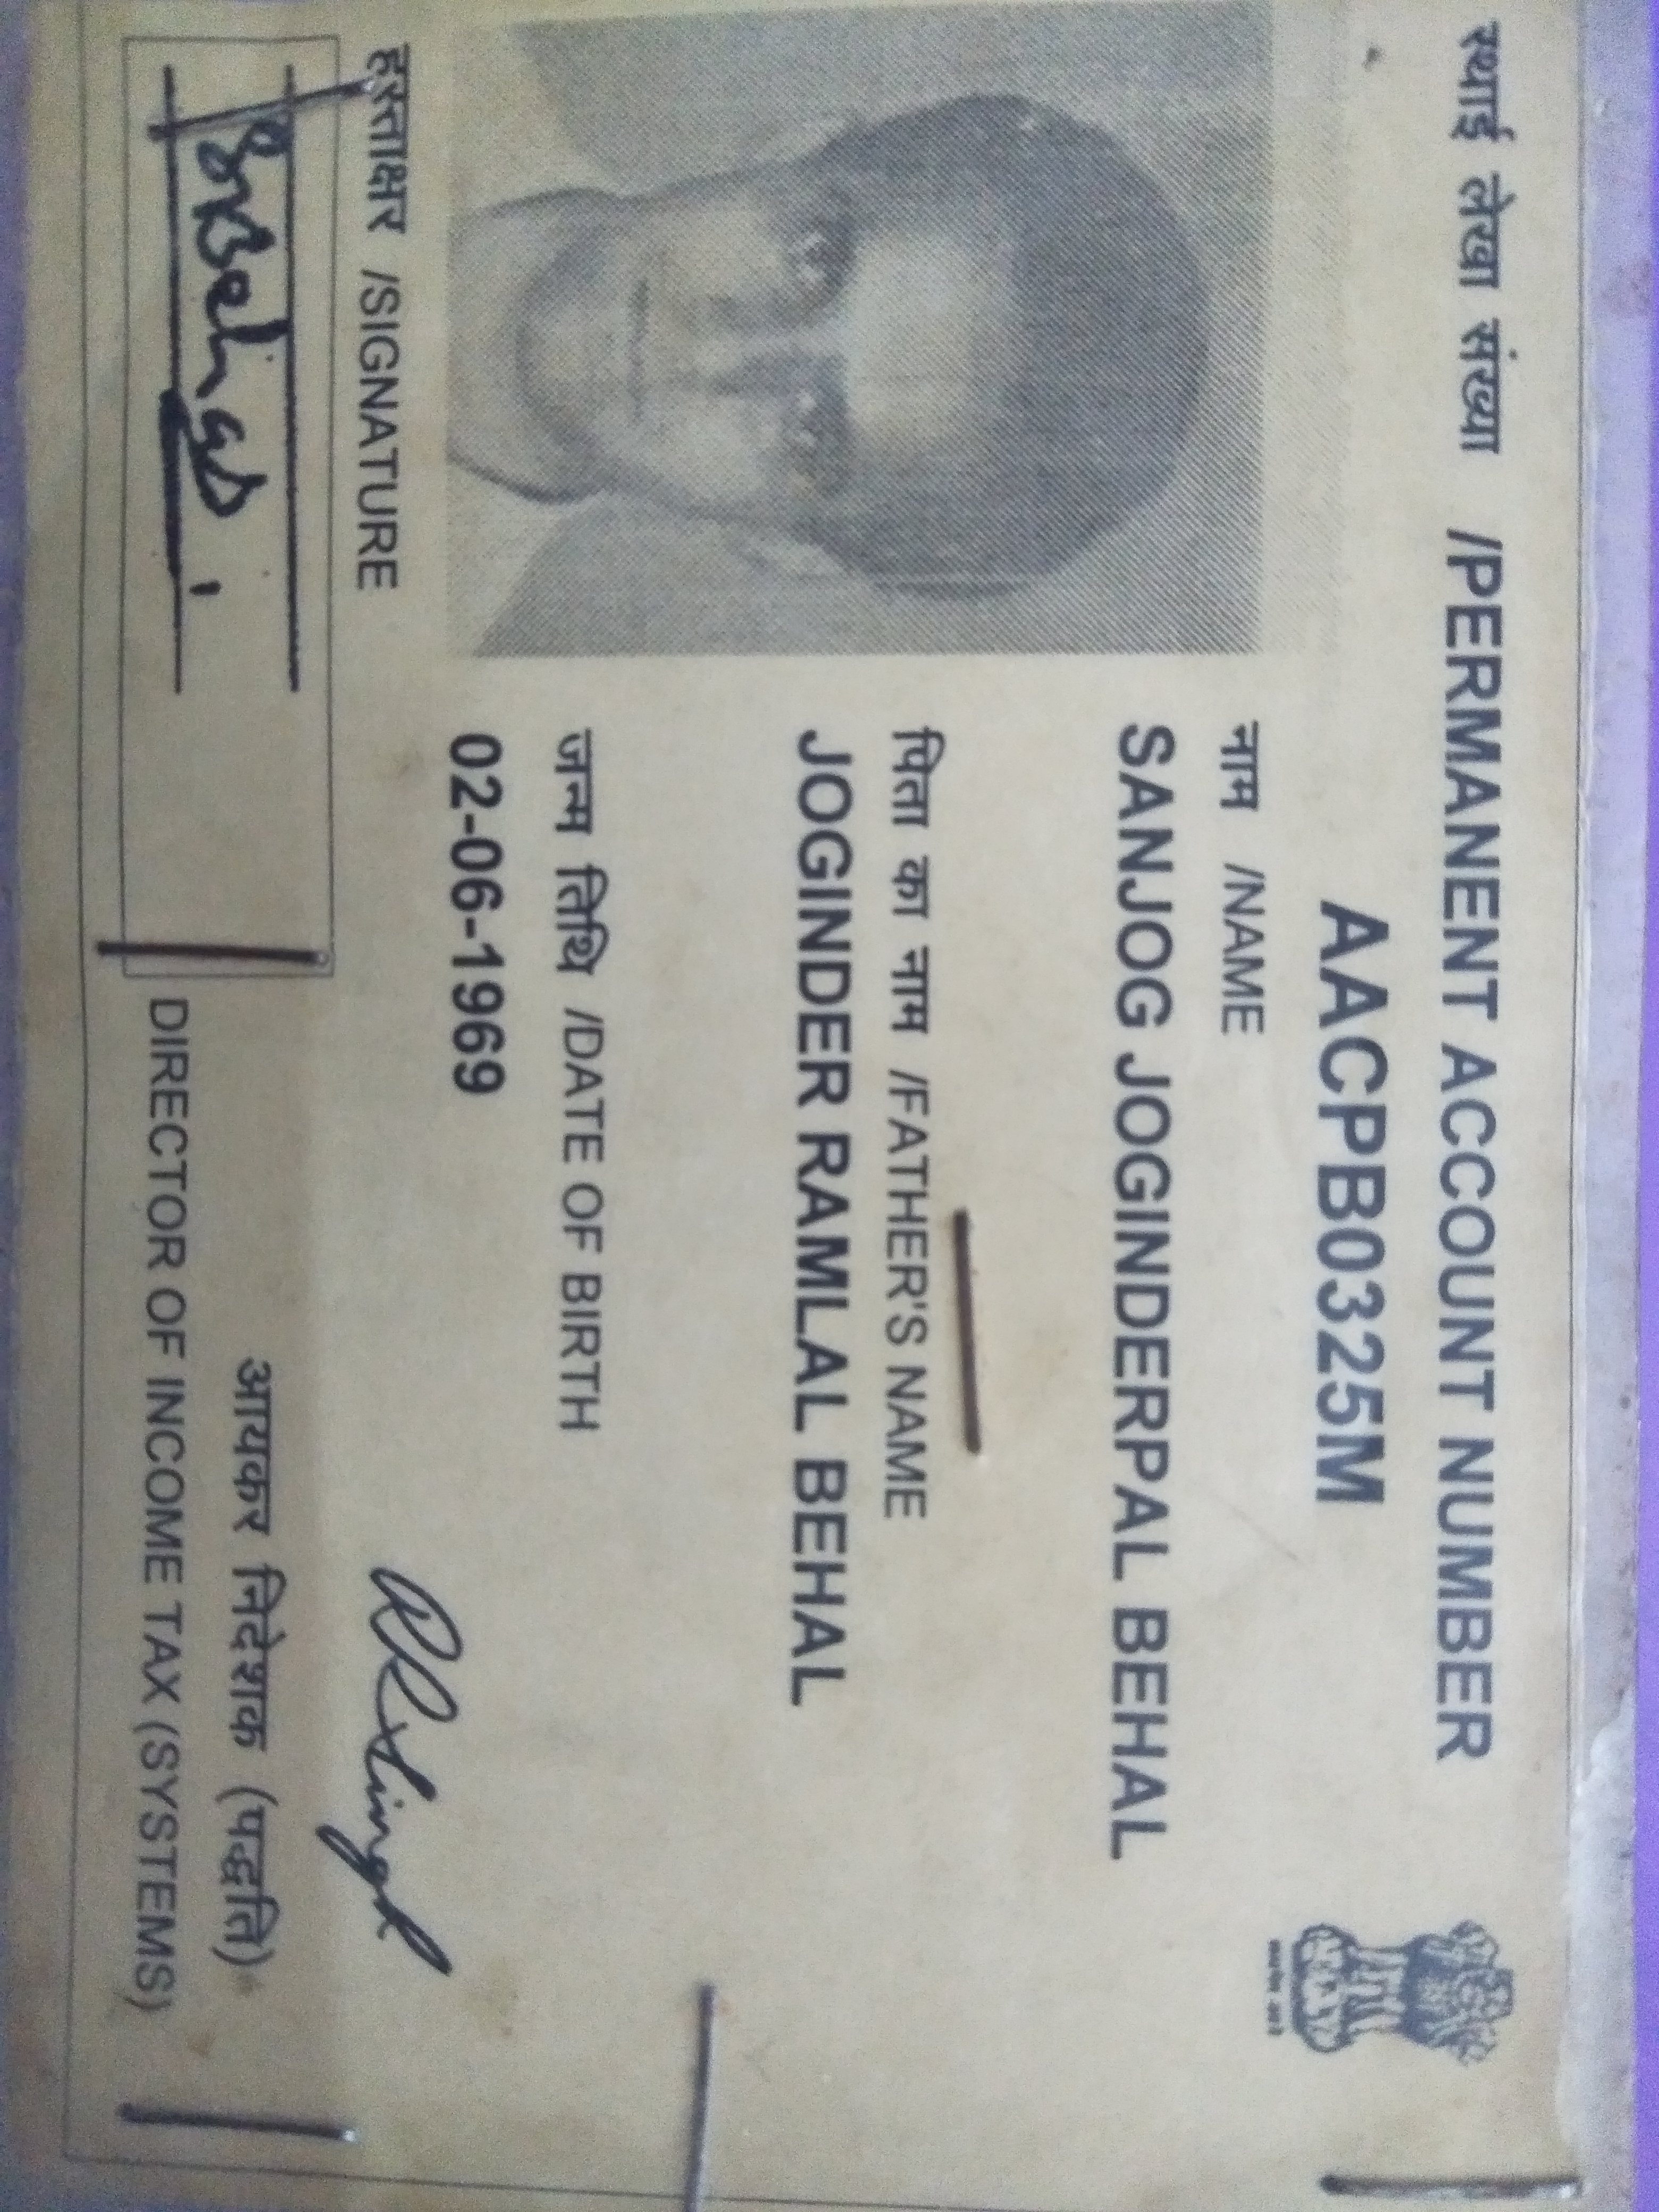 स्थाई लेखा संख्या /PERMANENT ACCOUNT NUMBER
AACPB0325M
नाम /NAME
SANJOG JOGINDERPAL BEHAL
पिता का नाम /FATHER'S NAME
JOGINDER RAMLAL BEHAL
जन्म तिथि /DATE OF BIRTH
02-06-1969
हस्ताक्षर /SIGNATURE
आयकर निदेशक (पद्धति)
DIRECTOR OF INCOME TAX (SYSTEMS)